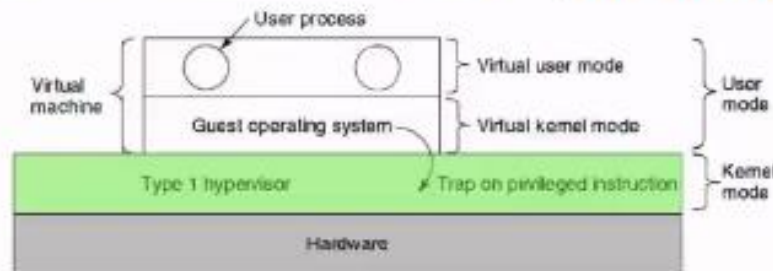 User process
Virtual machine
Virtual user mode
User mode
Guest operating system
Virtual kernel mode
Type 1 hypervisor
Trap on privileged instruction
Kernel mode
Hardware